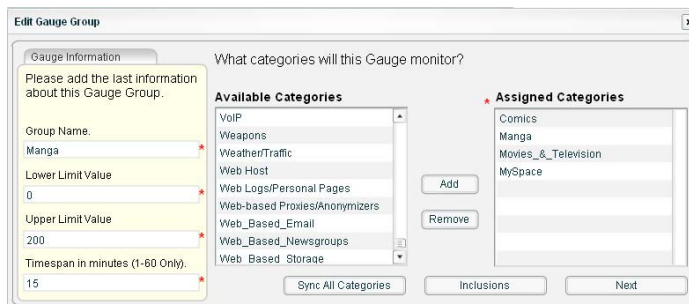 Edit Gauge Group
Gauge Information
Please add the last information
about this Gauge Group.
Group Name.
Manga
*
Lower Limit Value
0
*
Upper Limit Value
200
*
Timespan in minutes (1-60 Only).
15
*
What categories will this Gauge monitor?
Available Categories
VoIP
Weapons
Weather/Traffic
Web Host
Web Logs/Personal Pages
Web-based Proxies/Anonymizers
Web_Based_Email
Web_Based_Newsgroups
Web_Based_Storage
Add
Remove
* Assigned Categories
Comics
Manga
Movies_&_Television
MySpace
Sync All Categories
Inclusions
Next